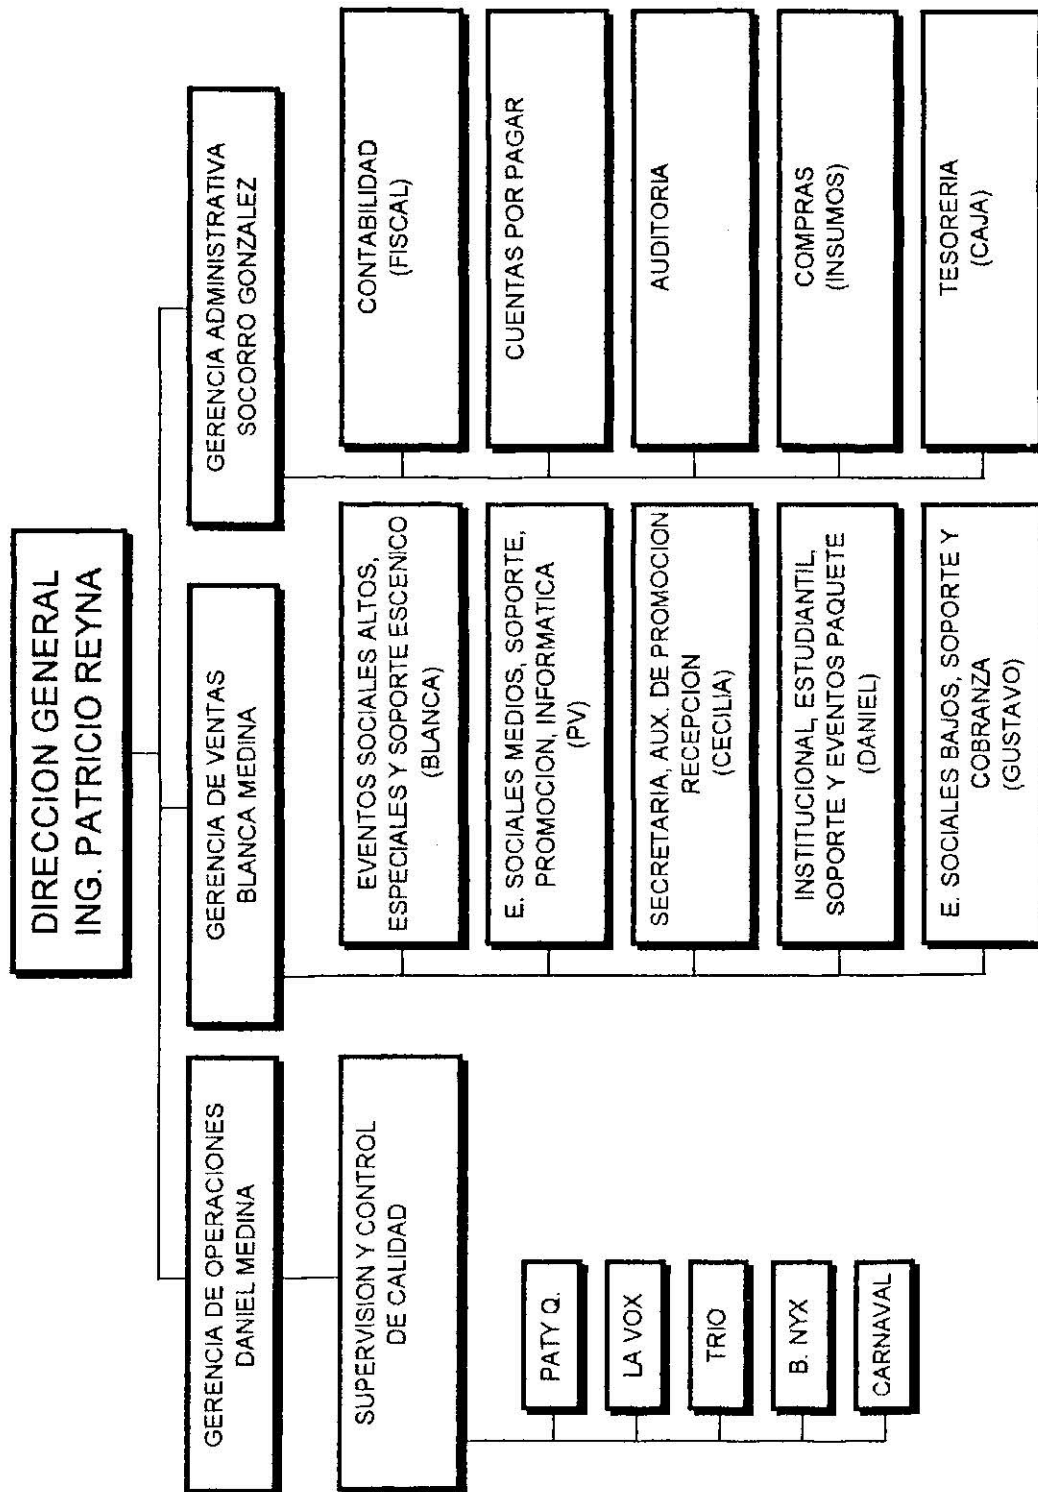 DIRECCION GENERAL
ING. PATRICIO REYNA
GERENCIA DE OPERACIONES
DANIEL MEDINA
SUPERVISION Y CONTROL
DE CALIDAD
PATY Q.
LA VOX
TRIO
B. NYX
CARNAVAL
GERENCIA DE VENTAS
BLANCA MEDINA
EVENTOS SOCIALES ALTOS,
ESPECIALES Y SOPORTE ESCENICO
(BLANCA)
E. SOCIALES MEDIOS, SOPORTE,
PROMOCION, INFORMATICA
(PV)
SECRETARIA, AUX. DE PROMOCION
RECEPCION
(CECILIA)
INSTITUCIONAL, ESTUDIANTIL,
SOPORTE Y EVENTOS PAQUETE
(DANIEL)
E. SOCIALES BAJOS, SOPORTE Y
COBRANZA
(GUSTAVO)
GERENCIA ADMINISTRATIVA
SOCORRO GONZALEZ
CONTABILIDAD
(FISCAL)
CUENTAS POR PAGAR
AUDITORIA
COMPRAS
(INSUMOS)
TESORERIA
(CAJA)